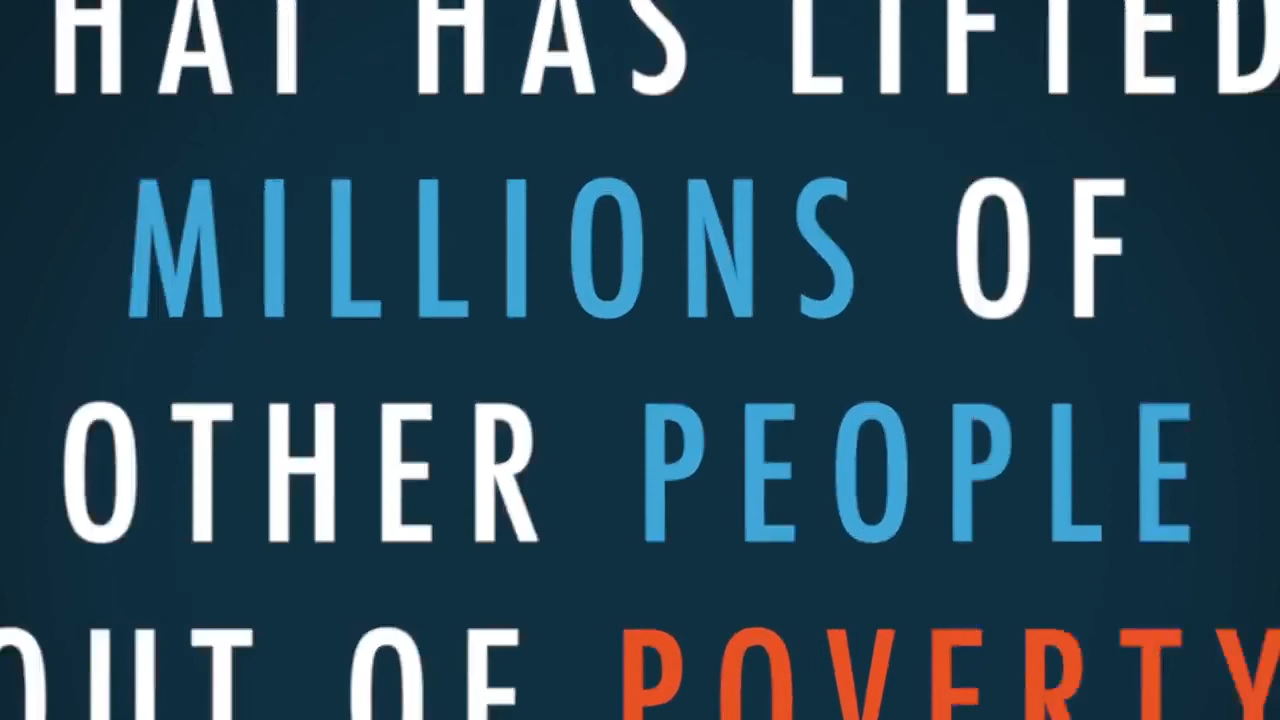 HAT HAS LIFTED
MILLIONS OF
OTHER PEOPLE
OUT OF POVERTY